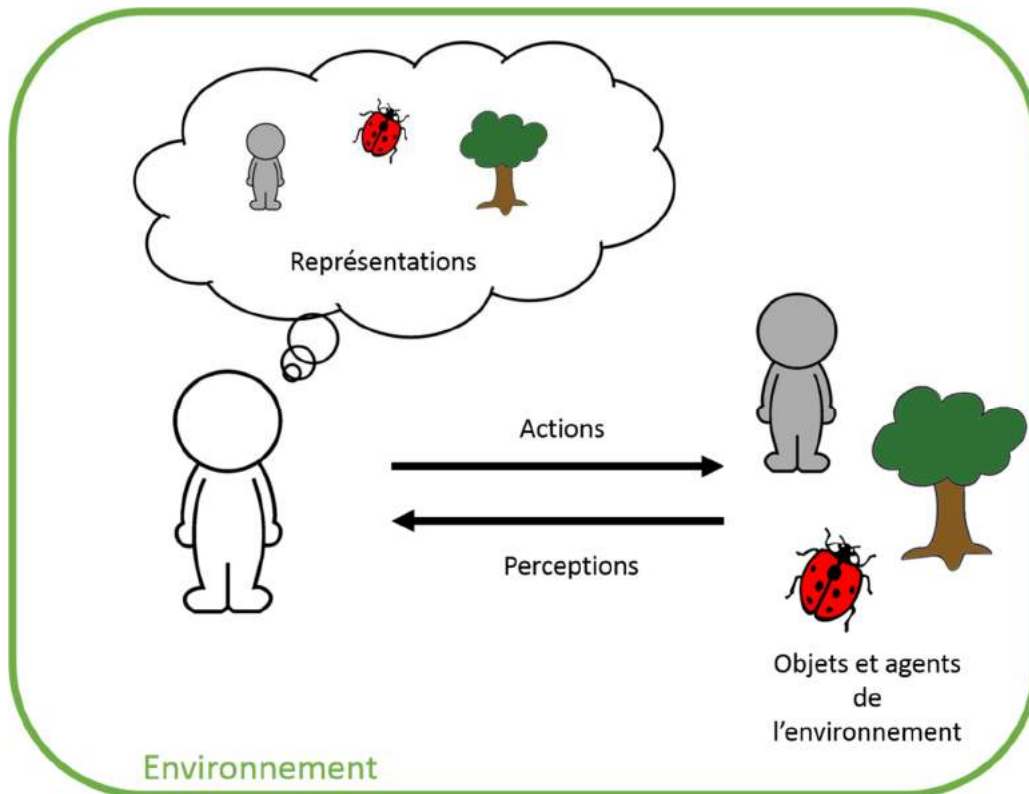 Représentations
Actions
Perceptions
Objets et agents
de
l'environnement
Environnement